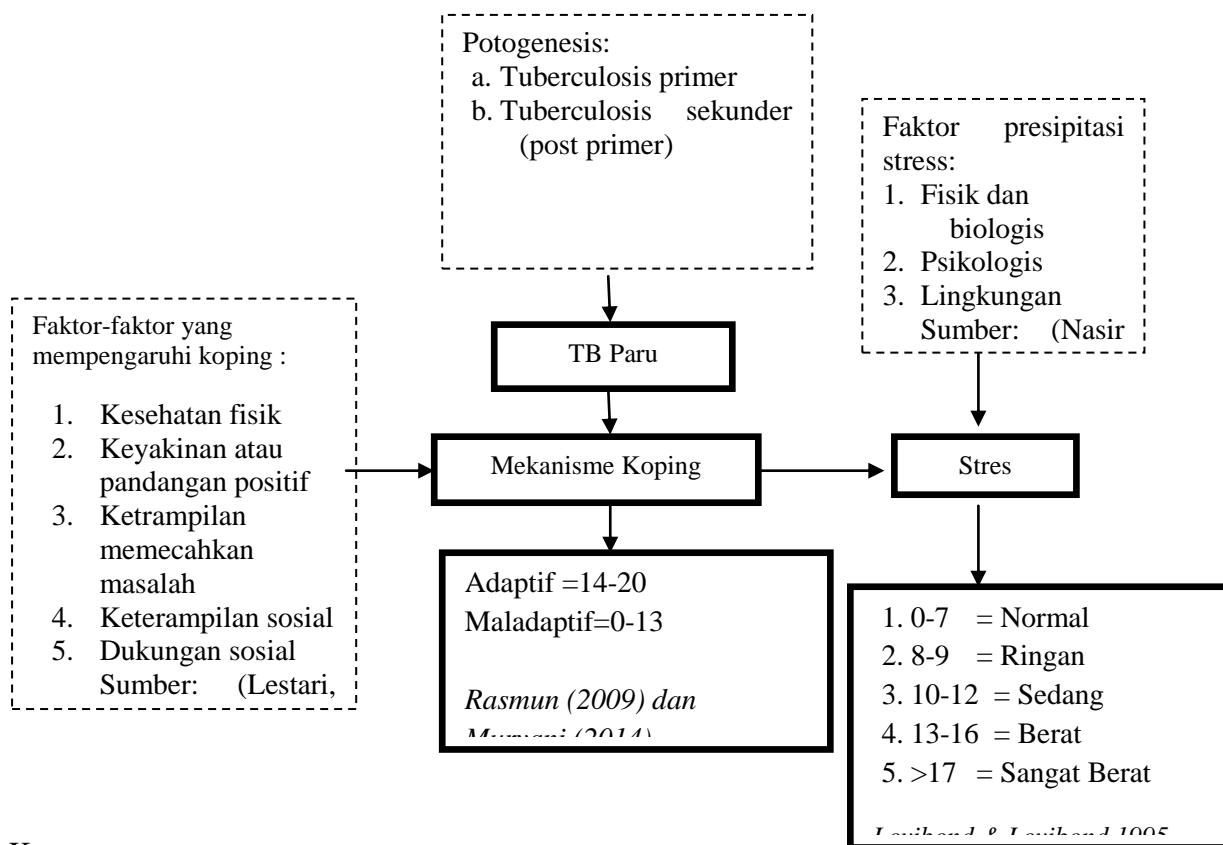 Potogenesis:
a. Tuberculosis primer
b. Tuberculosis sekunder
(post primer)
Faktor presipitasi
stress:
1. Fisik dan
biologis
2. Psikologis
3. Lingkungan
Sumber: (Nasir
Faktor-faktor yang
mempengaruhi koping :
1. Kesehatan fisik
2. Keyakinan atau
pandangan positif
3. Ketrampilan
memecahkan
masalah
4. Keterampilan sosial
5. Dukungan sosial
Sumber: (Lestari,
TB Paru
Mekanisme Koping
Stres
Adaptif =14-20
Maladaptif=0-13
Rasmun (2009) dan
(2014)
1. 0-7 = Normal
2. 8-9 = Ringan
3. 10-12 = Sedang
4. 13-16 = Berat
5. >17 = Sangat Berat
& 1995